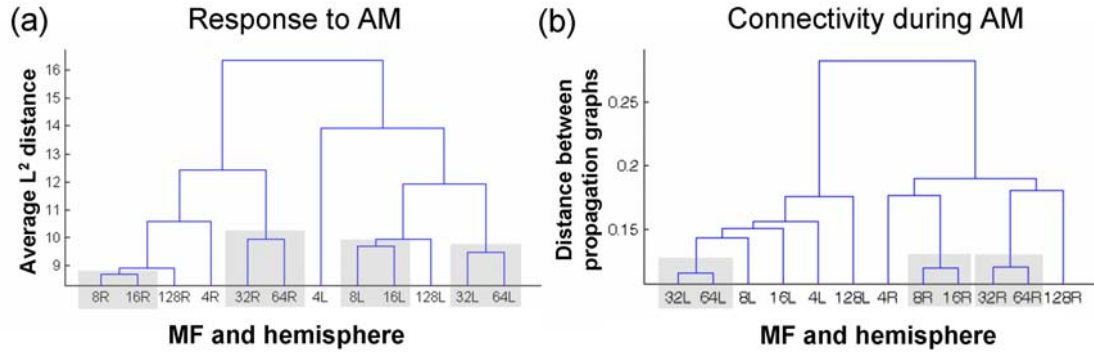 (a) Response to AM
Average L² distance
16
15
14
13
12
11
10
9
8R 16R 128R 4R 32R 64R 4L 8L 16L 128L 32L 64L
MF and hemisphere
(b) Connectivity during AM
Distance between
propagation graphs
0.25
0.2
0.15
32L 64L 8L 16L 4L 128L 4R 8R 16R 32R 64R 128R
MF and hemisphere